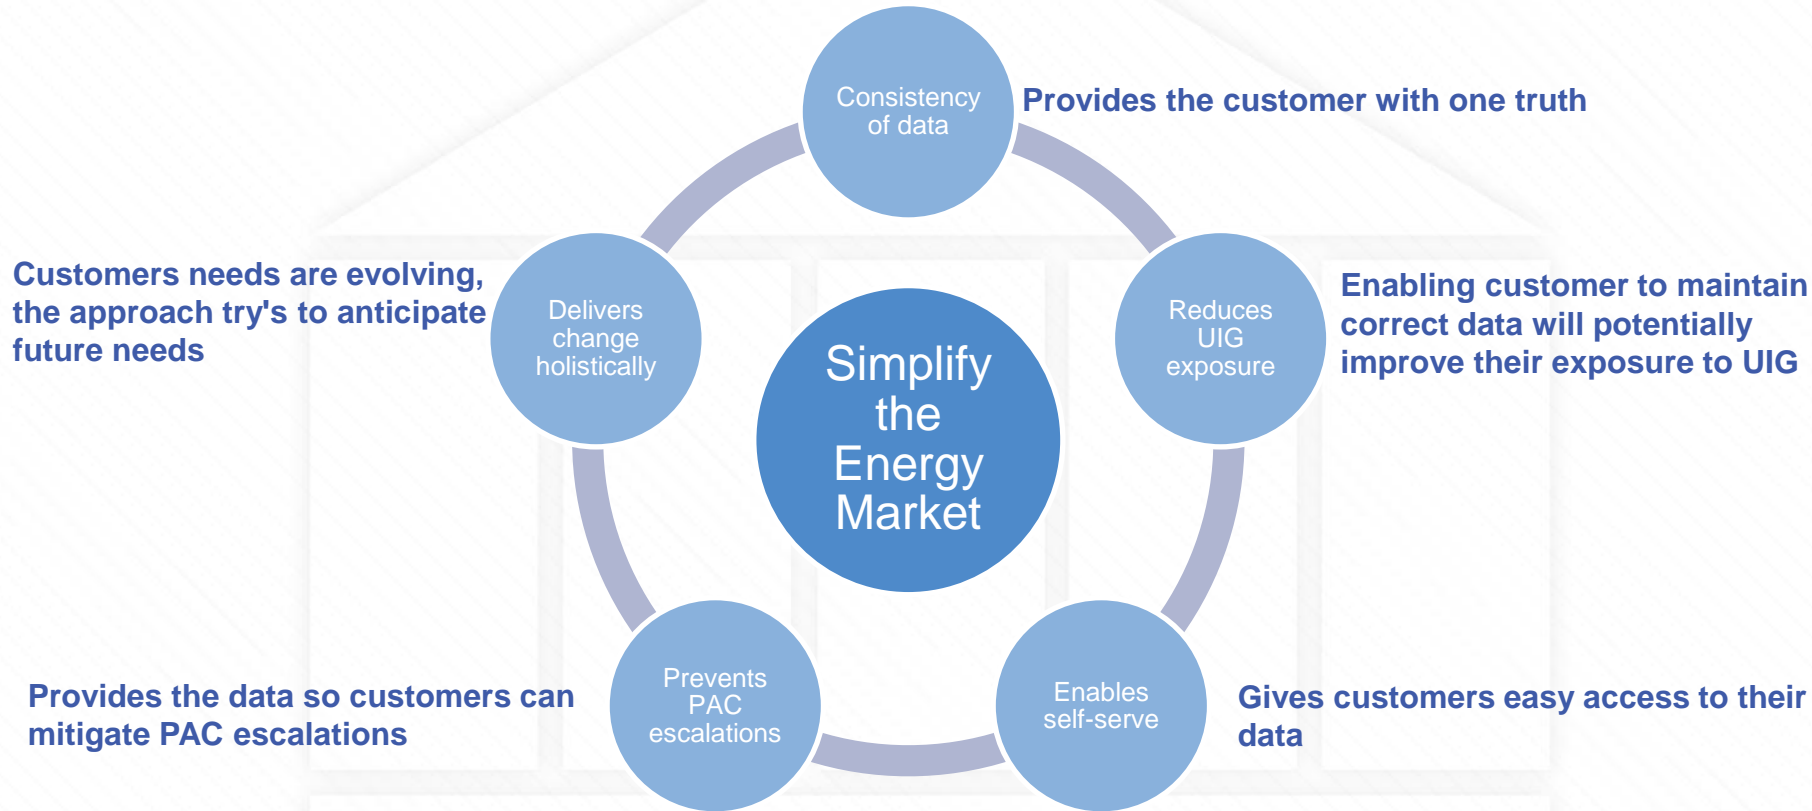 Consistency
of data
Provides the customer with one truth
Customers needs are evolving,
the approach try's to anticipate
future needs
Delivers
change
holistically
Reduces
UIG
exposure
Enabling customer to maintain
correct data will potentially
improve their exposure to UIG
Simplify
the
Energy
Market
Provides the data so customers can
mitigate PAC escalations
Prevents
PAC
escalations
Enables
self-serve
Gives customers easy access to their
data